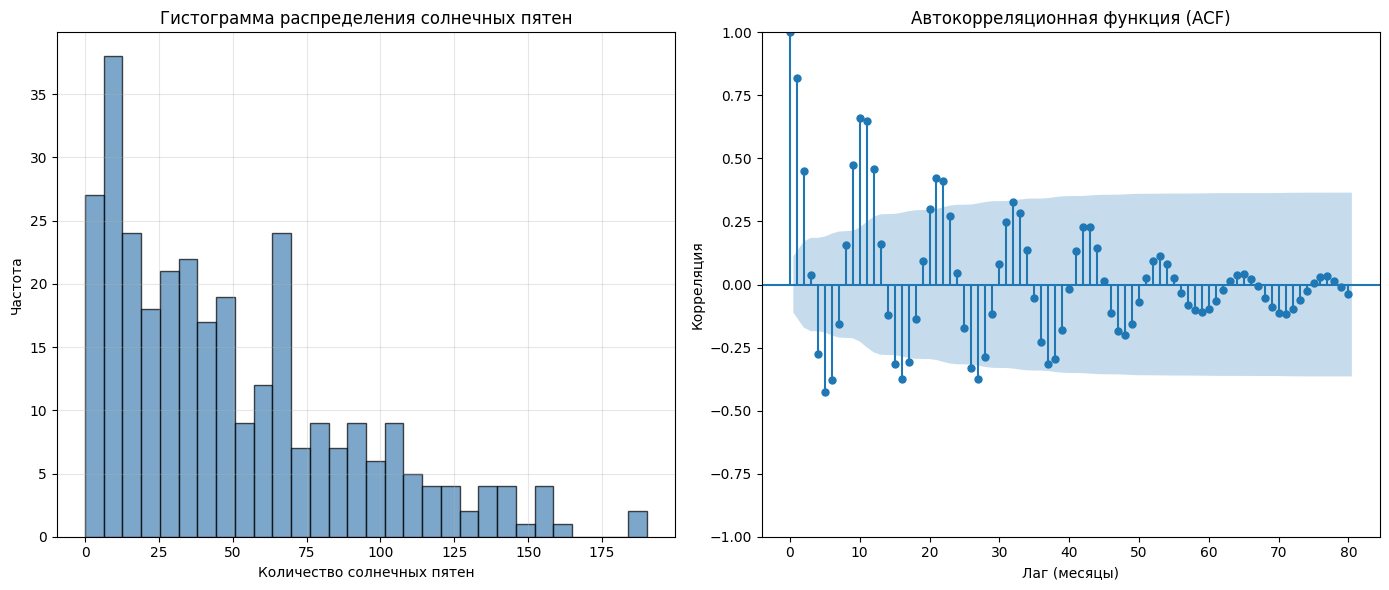 Гистограмма распределения солнечных пятен
Частота
35
30
25
20
15
10
5
0
0 25 50 75 100 125 150 175
Количество солнечных пятен
Автокорреляционная функция (ACF)
Корреляция
1.00
0.75
0.50
0.25
0.00
−0.25
−0.50
−0.75
−1.00
0 10 20 30 40 50 60 70 80
Лаг (месяцы)